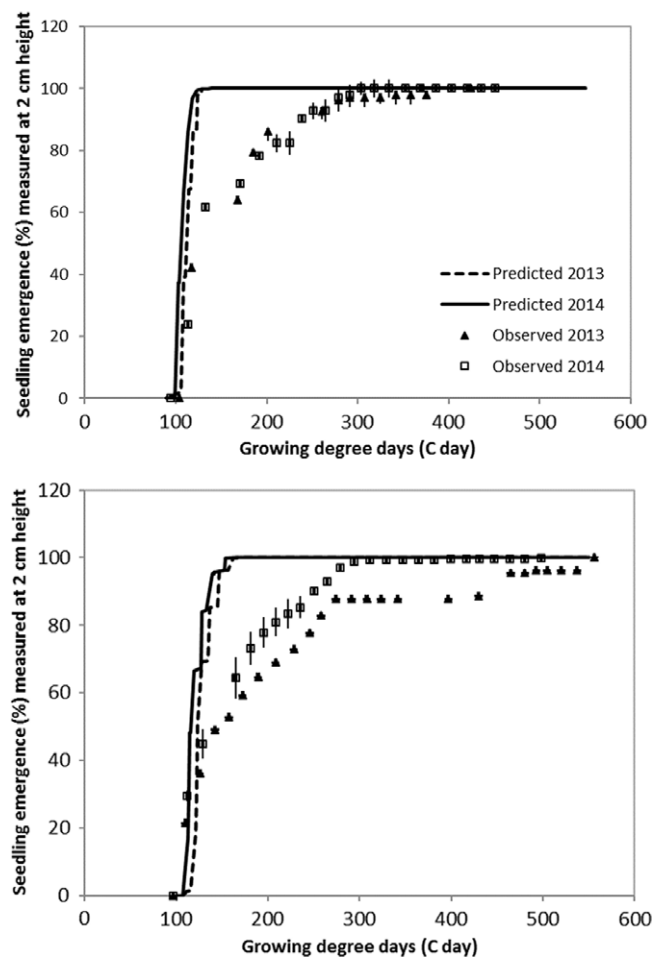 120
100
80
60
40
20
0
Seedling emergence (%) measured at 2 cm height
Predicted 2013
Predicted 2014
Observed 2013
Observed 2014
0 100 200 300 400 500 600
Growing degree days (C day)
120
100
80
60
40
20
0
Seedling emergence (%) measured at 2 cm height
0 100 200 300 400 500 600
Growing degree days (C day)